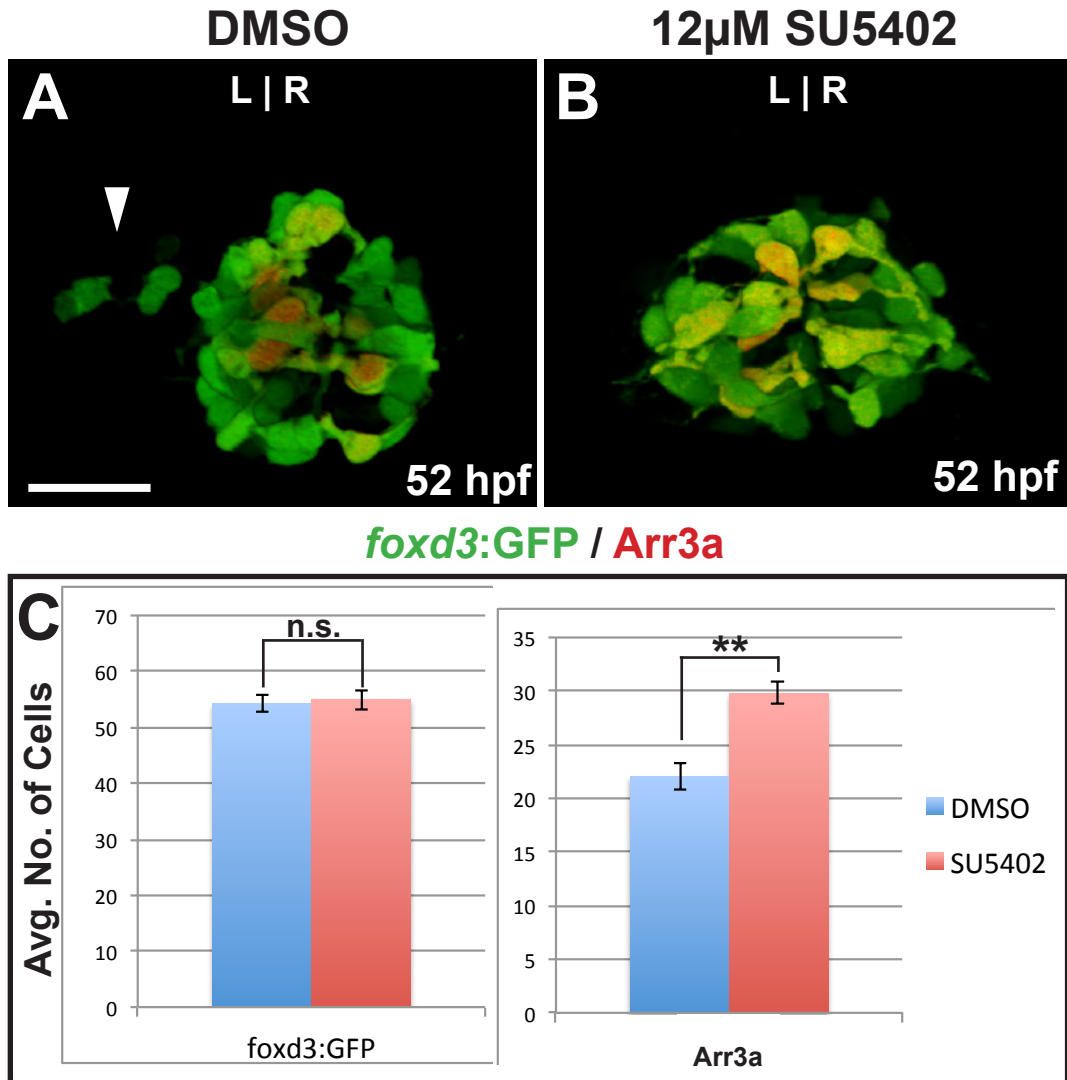 DMSO
12µM SU5402
A
L | R
52 hpf
B
L | R
52 hpf
foxd3:GFP / Arr3a
C
Avg. No. of Cells
70
60
50
40
30
20
10
0
n.s.
foxd3:GFP
35
30
25
20
15
10
5
0
**
Arr3a
DMSO
SU5402